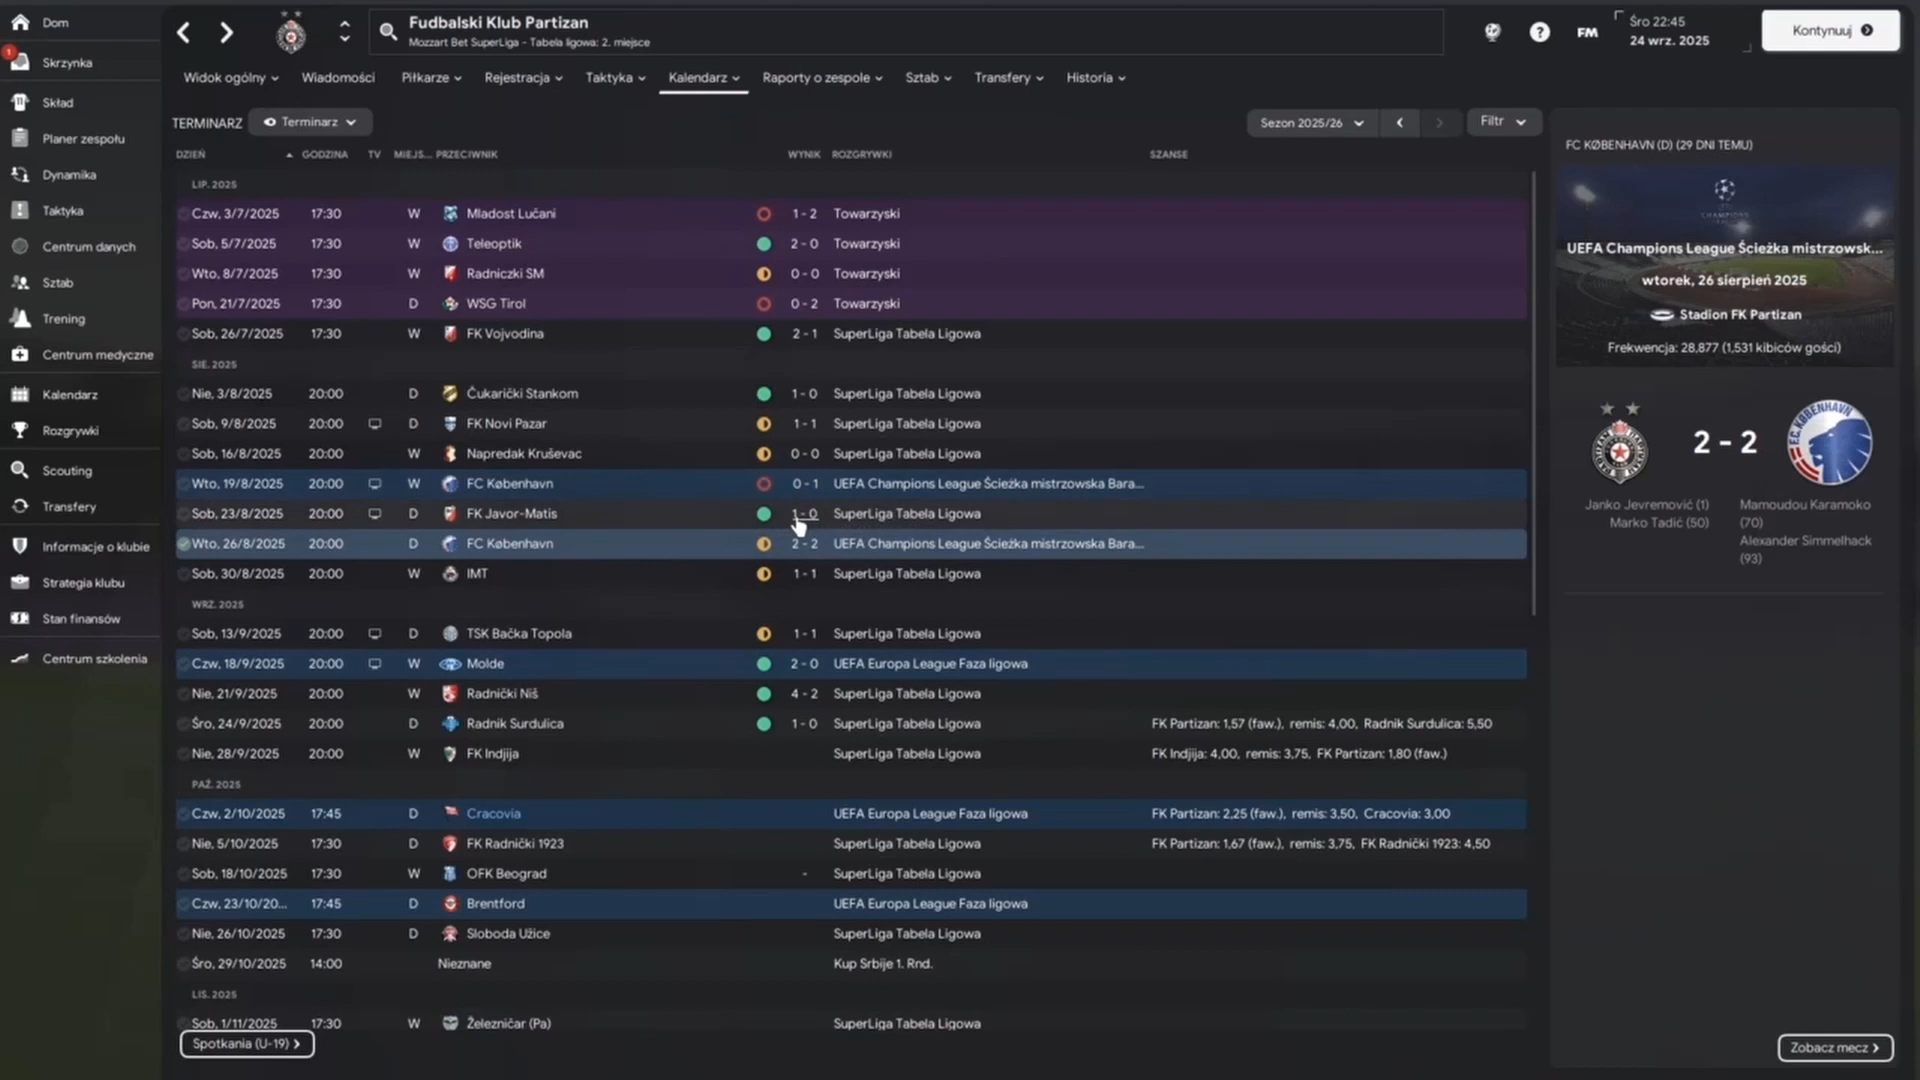 Dom
1
Skrzynka
Skład
Planer zespołu
Dynamika
Taktyka
Centrum danych
Sztab
Trening
Centrum medyczne
Kalendarz
Rozgrywki
Scouting
Transfery
Informacje o klubie
Strategia klubu
Stan finansów
Centrum szkolenia
Fudbalski Klub Partizan
Mozzart Bet SuperLiga - Tabela ligowa: 2. miejsce
? FM Śro 22:45
24 wrz. 2025
Kontynuuj
Widok ogólny Wiadomości Piłkarze Rejestracja Taktyka Kalendarz Raporty o zespole Sztab Transfery Historia
TERMINARZ Terminarz Sezon 2025/26 Filtr
DZIEŃ GODZINA TV MIEJS... PRZECIWNIK WYNIK ROZGRYWKI SZANSE
LIP. 2025
Czw, 3/7/2025 17:30 W Mladost Lučani 1 - 2 Towarzyski
Sob, 5/7/2025 17:30 W Teleoptik 2 - 0 Towarzyski
Wto, 8/7/2025 17:30 W Radniczki SM 0 - 0 Towarzyski
Pon, 21/7/2025 17:30 D WSG Tirol 0 - 2 Towarzyski
Sob, 26/7/2025 17:30 W FK Vojvodina 2 - 1 SuperLiga Tabela Ligowa
SIE. 2025
Nie, 3/8/2025 20:00 D Čukarički Stankom 1 - 0 SuperLiga Tabela Ligowa
Sob, 9/8/2025 20:00 D FK Novi Pazar 1 - 1 SuperLiga Tabela Ligowa
Sob, 16/8/2025 20:00 W Napredak Kruševac 0 - 0 SuperLiga Tabela Ligowa
Wto, 19/8/2025 20:00 W FC København 0 - 1 UEFA Champions League Ścieżka mistrzowska Bara...
Sob, 23/8/2025 20:00 D FK Javor-Matis 1 - 0 SuperLiga Tabela Ligowa
Wto, 26/8/2025 20:00 D FC København 2 - 2 UEFA Champions League Ścieżka mistrzowska Bara...
Sob, 30/8/2025 20:00 W IMT 1 - 1 SuperLiga Tabela Ligowa
WRZ. 2025
Sob, 13/9/2025 20:00 D TSK Bačka Topola 1 - 1 SuperLiga Tabela Ligowa
Czw, 18/9/2025 20:00 W Molde 2 - 0 UEFA Europa League Faza ligowa
Nie, 21/9/2025 20:00 W Radnički Niš 4 - 2 SuperLiga Tabela Ligowa
Śro, 24/9/2025 20:00 D Radnik Surdulica 1 - 0 SuperLiga Tabela Ligowa FK Partizan: 1,57 (faw.), remis: 4,00, Radnik Surdulica: 5,50
Nie, 28/9/2025 20:00 W FK Indjija SuperLiga Tabela Ligowa FK Indjija: 4,00, remis: 3,75, FK Partizan: 1,80 (faw.)
PAŹ. 2025
Czw, 2/10/2025 17:45 D Cracovia UEFA Europa League Faza ligowa FK Partizan: 2,25 (faw.), remis: 3,50, Cracovia: 3,00
Nie, 5/10/2025 17:30 D FK Radnički 1923 SuperLiga Tabela Ligowa FK Partizan: 1,67 (faw.), remis: 3,75, FK Radnički 1923: 4,50
Sob, 18/10/2025 17:30 W OFK Beograd - SuperLiga Tabela Ligowa
Czw, 23/10/20... 17:45 D Brentford UEFA Europa League Faza ligowa
Nie, 26/10/2025 17:30 D Sloboda Užice SuperLiga Tabela Ligowa
Śro, 29/10/2025 14:00 Nieznane Kup Srbije 1. Rnd.
LIS. 2025
Sob, 1/11/2025 17:30 W Železničar (Pa) SuperLiga Tabela Ligowa
Spotkania (U-19)
FC KØBENHAVN (D) (29 DNI TEMU)
CHAMPIONS
UEFA Champions League Ścieżka mistrzowsk...
wtorek, 26 sierpień 2025
Stadion FK Partizan
Frekwencja: 28,877 (1,531 kibiców gości)
2 - 2
F.C. KØBENHAVN
Janko Jevremović (1)
Marko Tadić (50)
Mamoudou Karamoko
(70)
Alexander Simmelhack
(93)
Zobacz mecz